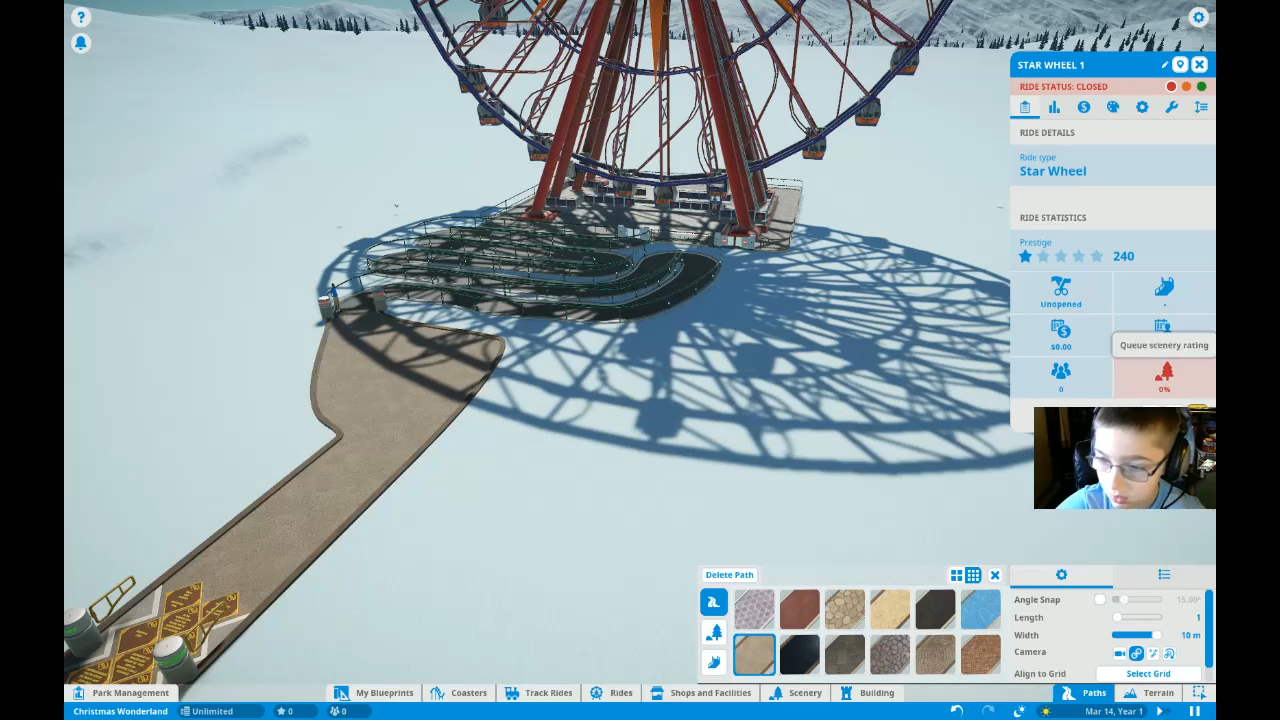 ?
STAR WHEEL 1
RIDE STATUS: CLOSED
RIDE DETAILS
Ride type
Star Wheel
RIDE STATISTICS
Prestige
240
Unopened
-
$0.00
Queue scenery rating
0
0%
Delete Path
Angle Snap
15.00°
Length
1
Width
10 m
Camera
Align to Grid
Select Grid
Park Management
My Blueprints
Coasters
Track Rides
Rides
Shops and Facilities
Scenery
Building
Paths
Terrain
Christmas Wonderland
Unlimited
0
0
Mar 14, Year 1